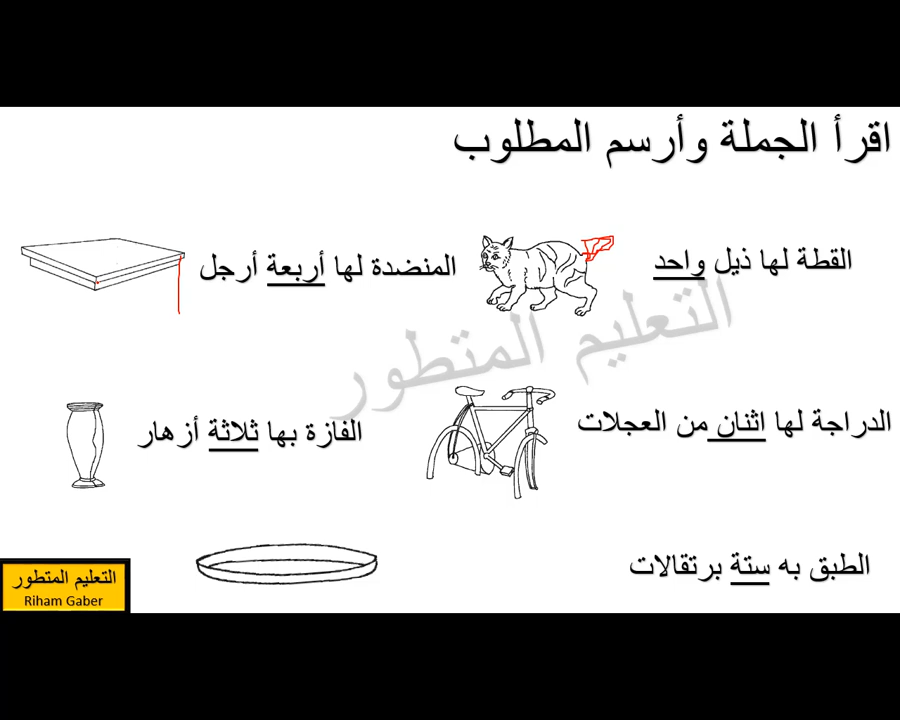 اقرأ الجملة وأرسم المطلوب
القطة لها ذيل واحد
المنضدة لها أربعة أرجل
التعليم المتطور
الدراجة لها اثنان من العجلات
الفازة بها ثلاثة أزهار
الطبق به ستة برتقالات
التعليم المتطور
Riham Gaber